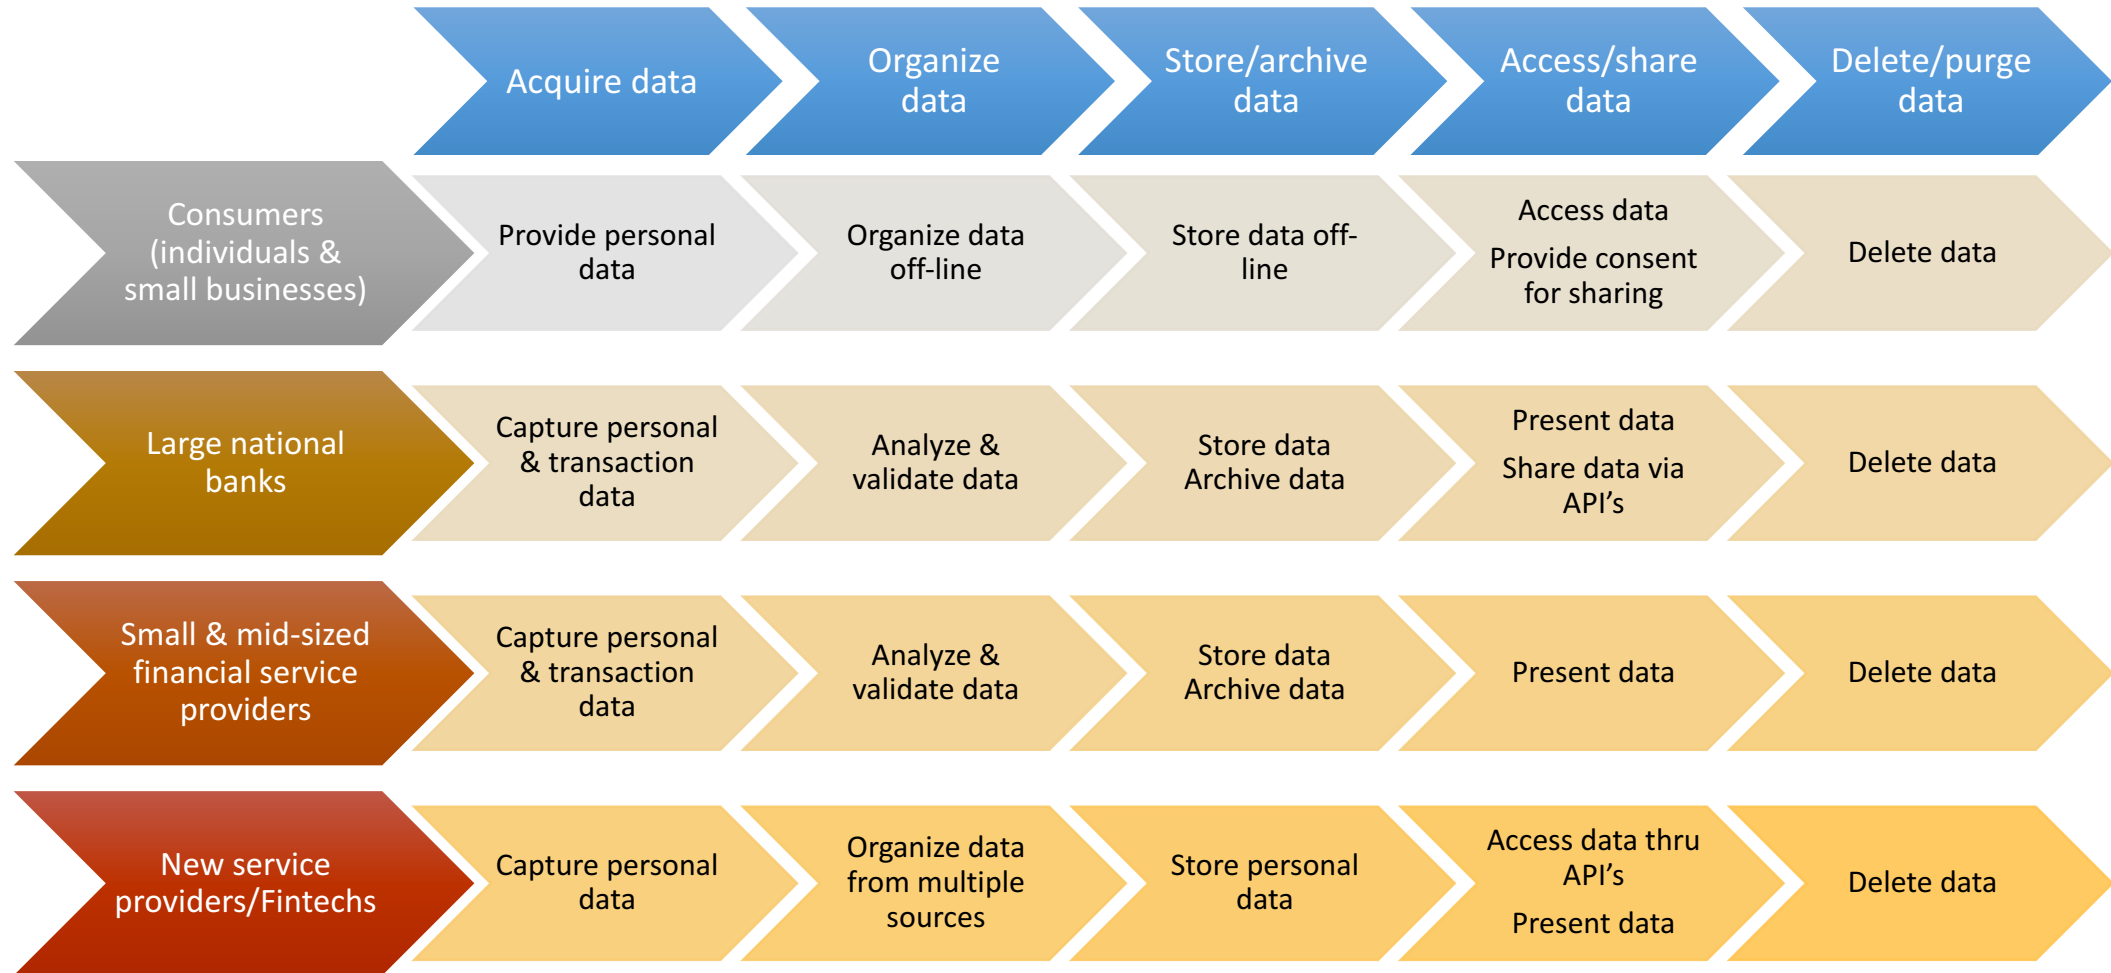 Acquire data
Organize
data
Store/archive
data
Access/share
data
Delete/purge
data
Consumers
(individuals &
small businesses)
Provide personal
data
Organize data
off-line
Store data off-
line
Access data
Provide consent
for sharing
Delete data
Large national
banks
Capture personal
& transaction
data
Analyze &
validate data
Store data
Archive data
Present data
Share data via
API’s
Delete data
Small & mid-sized
financial service
providers
Capture personal
& transaction
data
Analyze &
validate data
Store data
Archive data
Present data
Delete data
New service
providers/Fintechs
Capture personal
data
Organize data
from multiple
sources
Store personal
data
Access data thru
API’s
Present data
Delete data